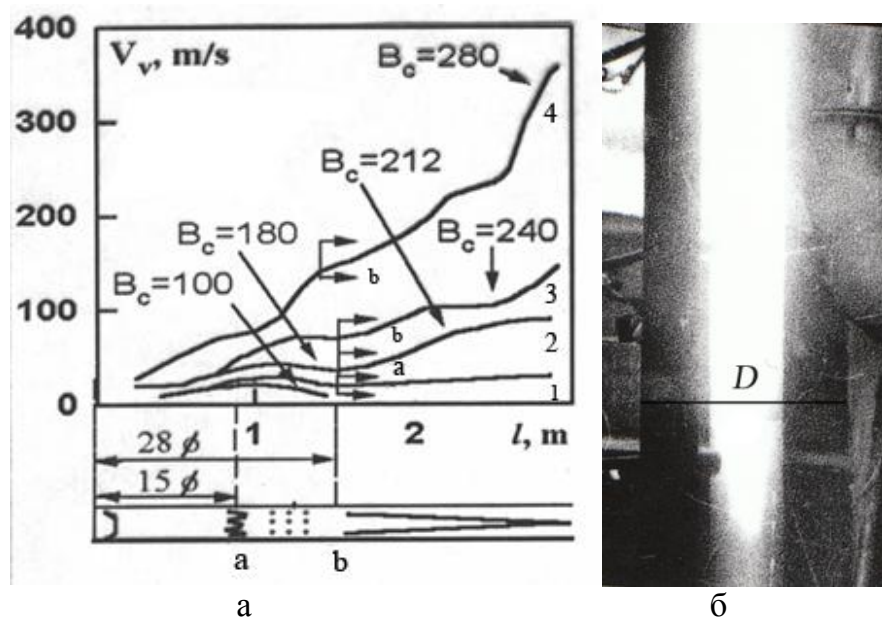 400
V_v, m/s
B_c=280
4
300
B_c=212
200
B_c=180
B_c=240
B_c=100
b
3
100
b
2
a
1
0
1
2
l, m
28 ϕ
15 ϕ
a
b
D
а
б